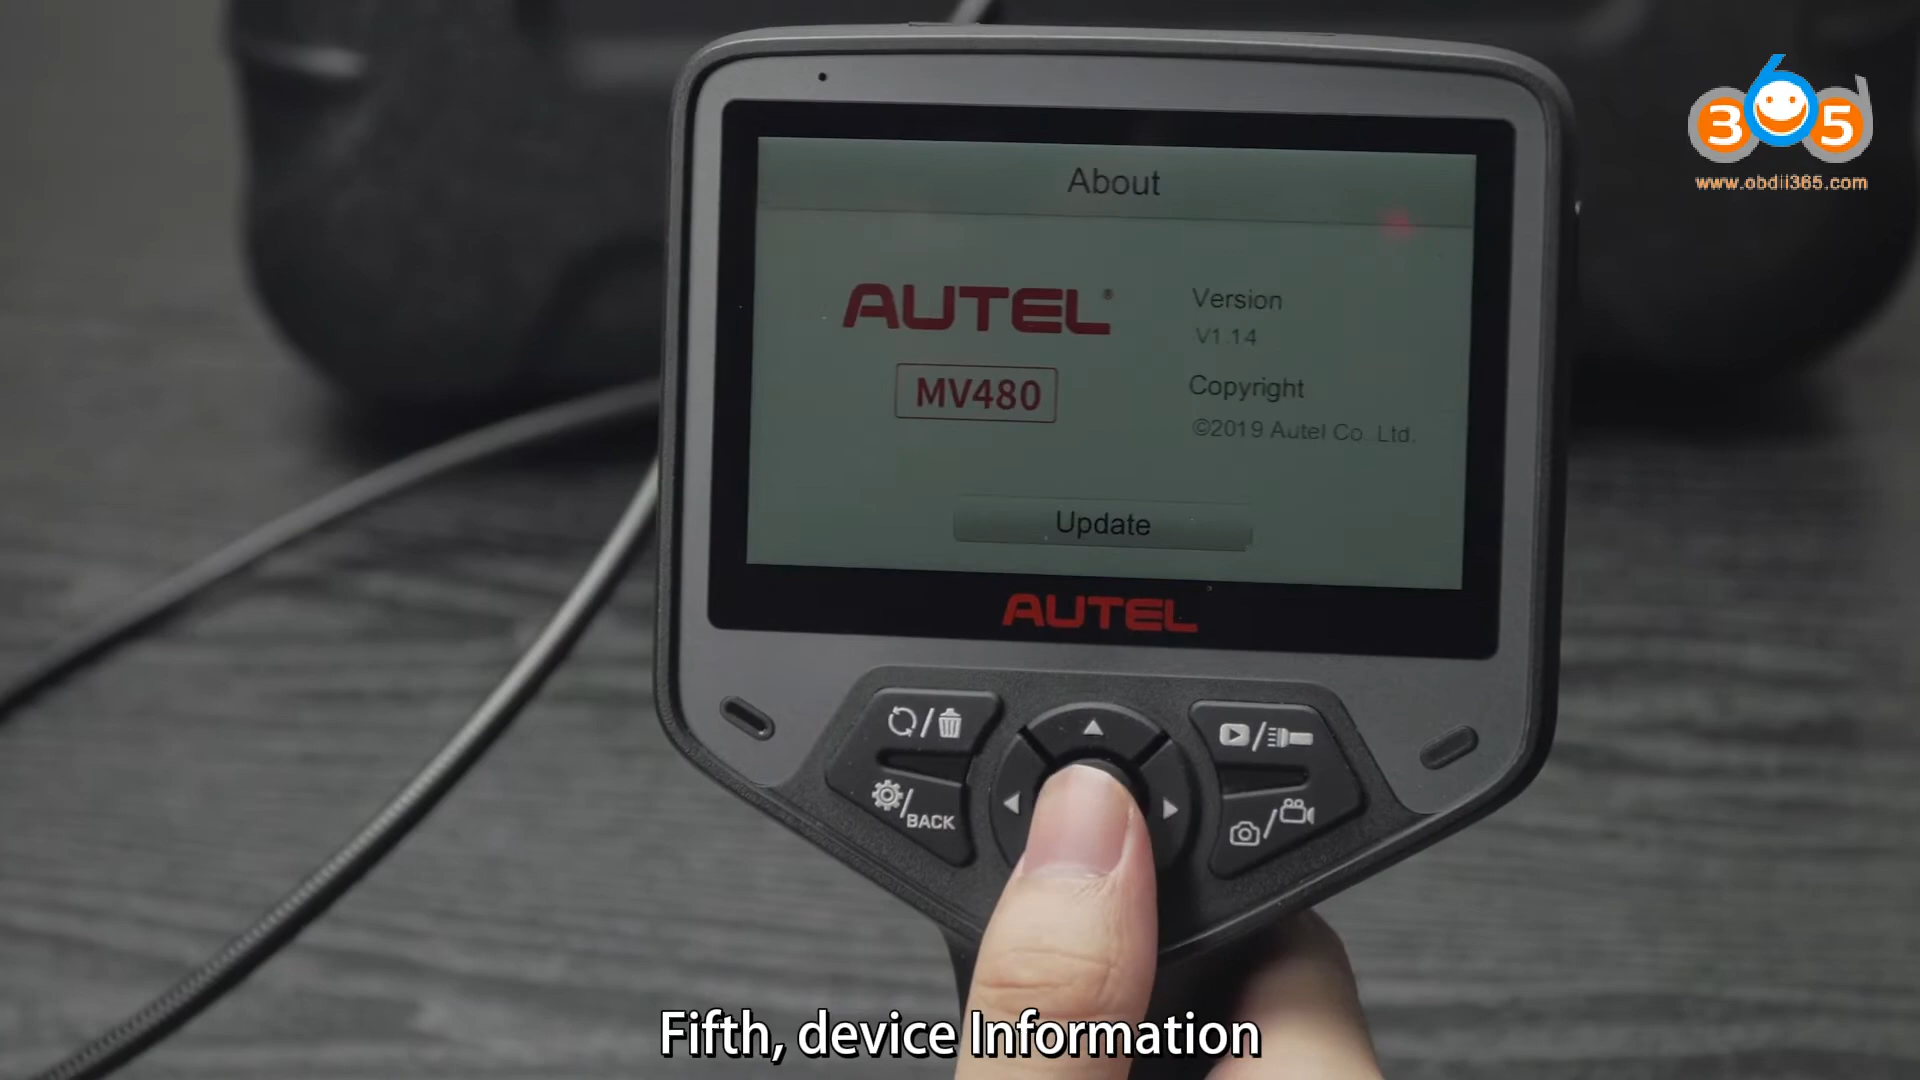 365
www.obdii365.com
About
AUTEL®
MV480
Version
V1.14
Copyright
©2019 Autel Co. Ltd.
Update
AUTEL
BACK
Fifth, device Information